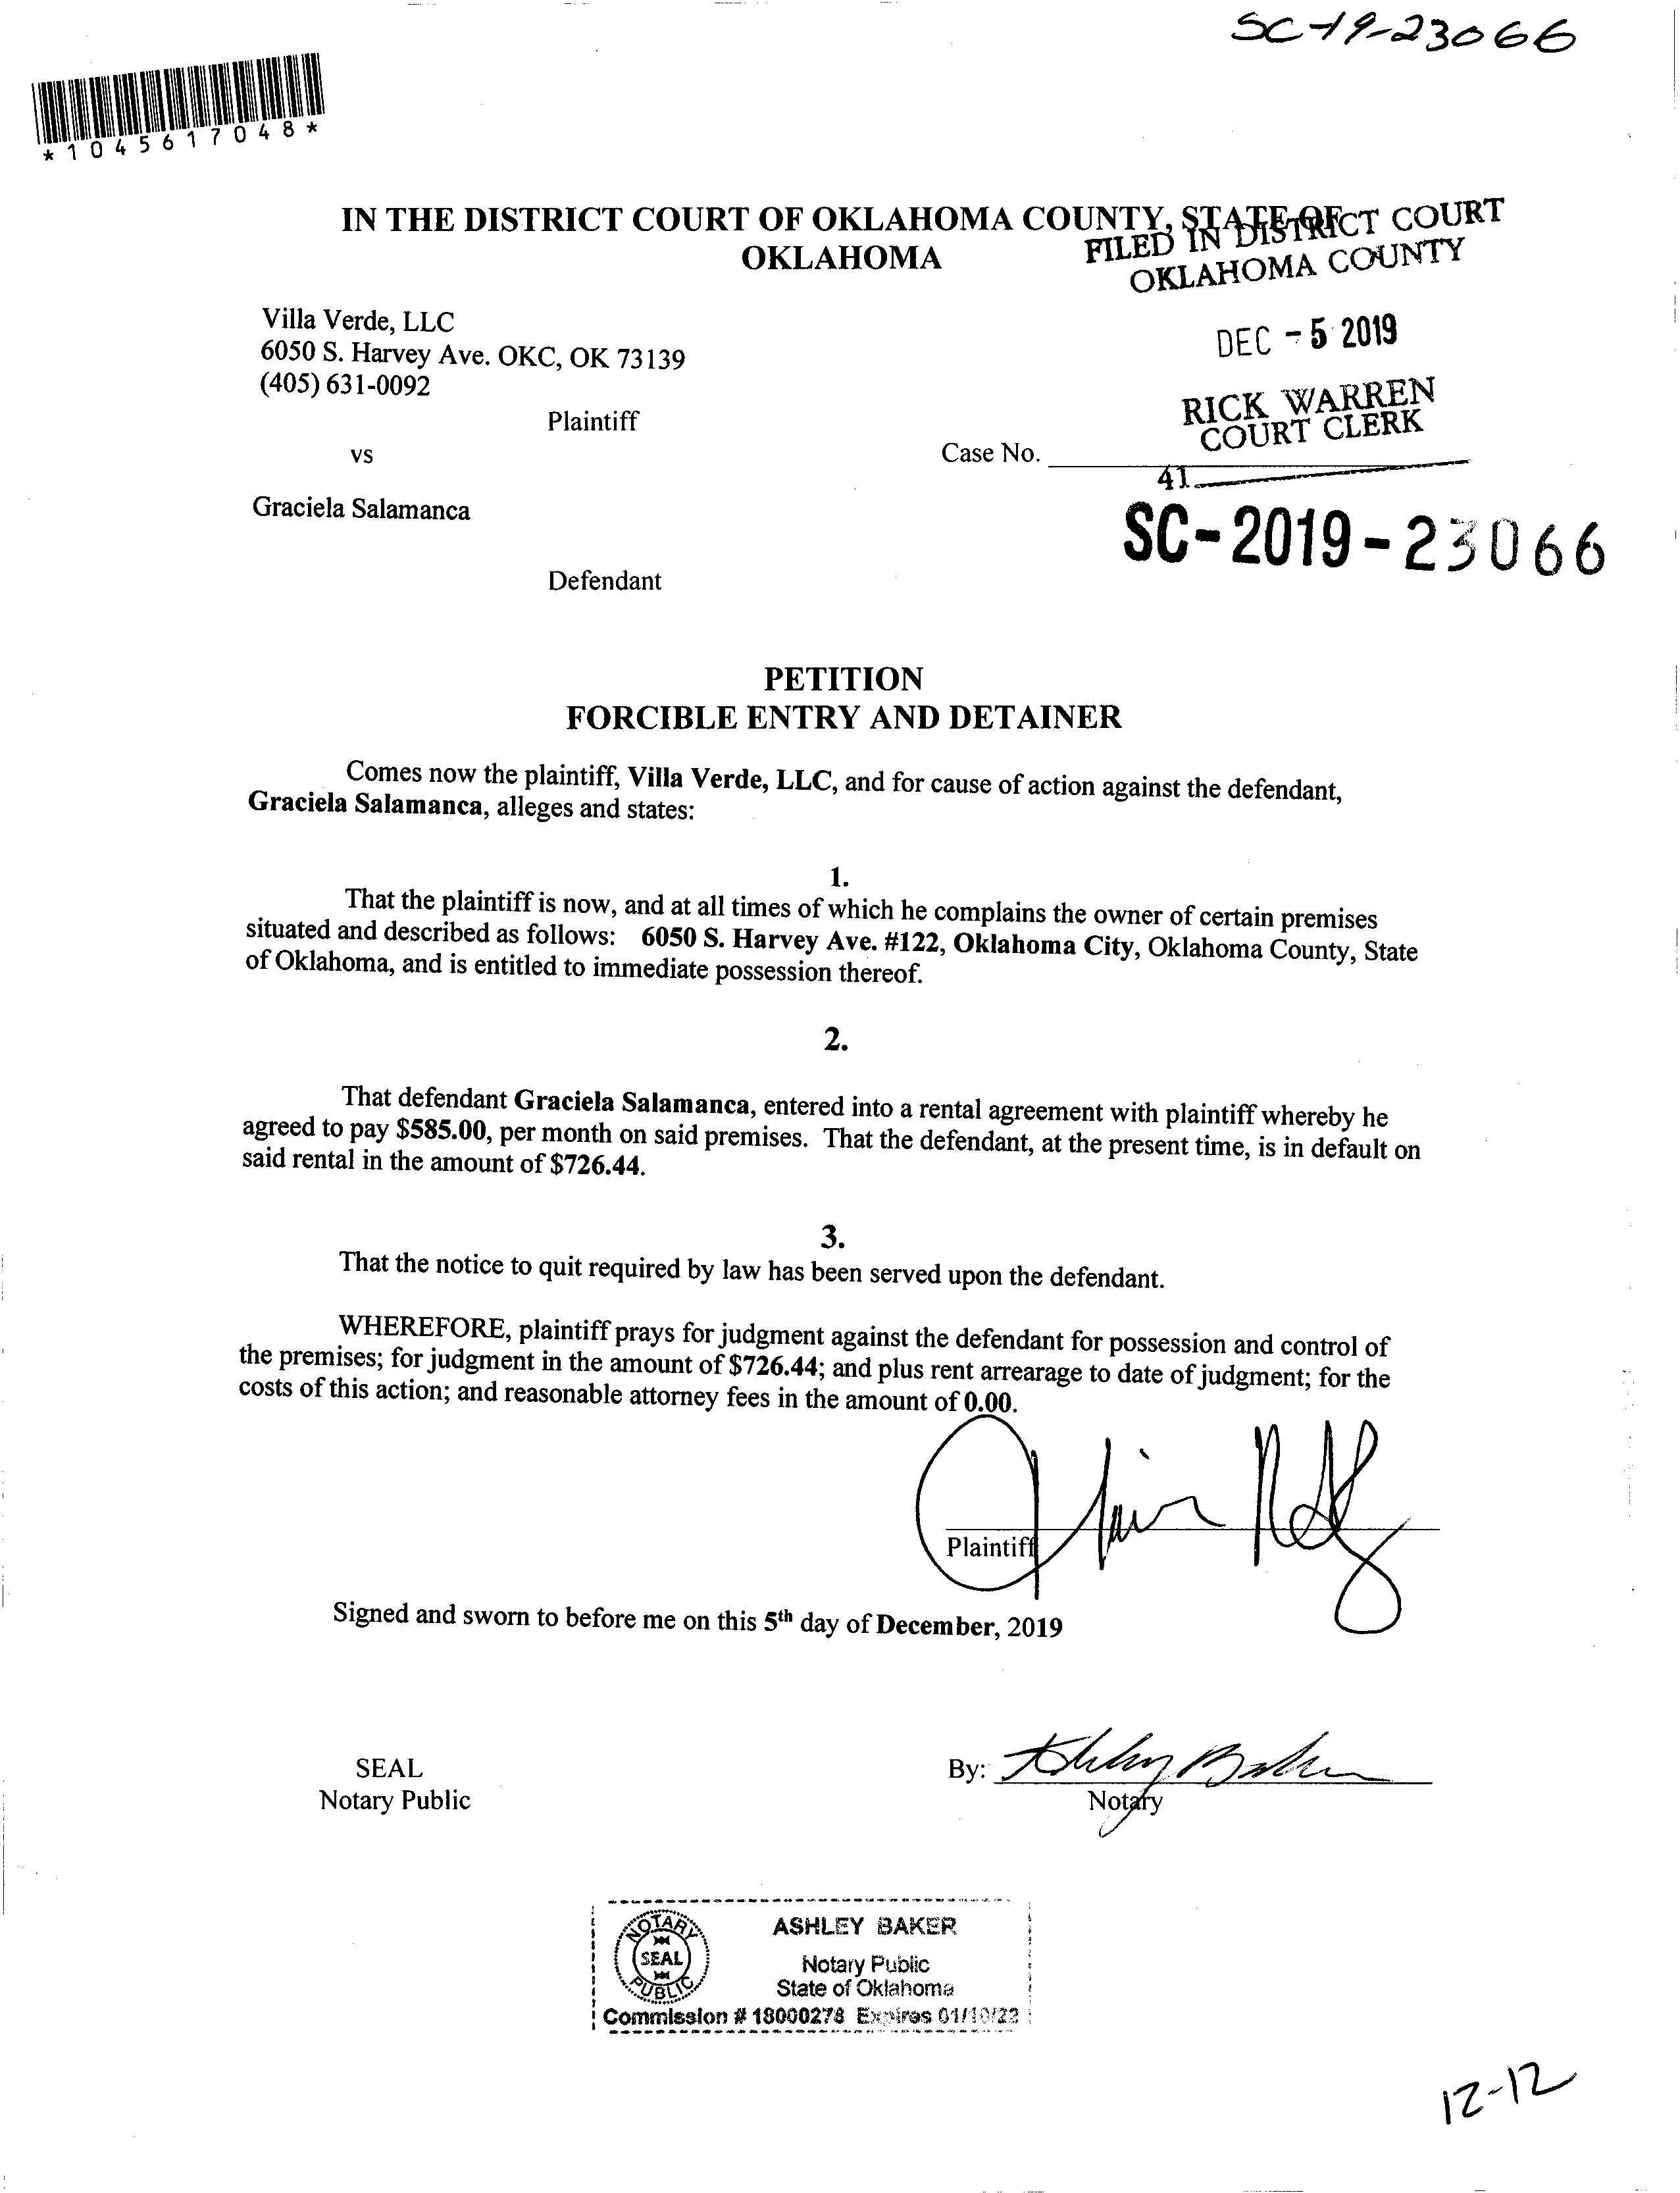 SC-19-23066
*1045617048*
IN THE DISTRICT COURT OF OKLAHOMA COUNTY, STATE OF
OKLAHOMA
FILED IN DISTRICT COURT
OKLAHOMA COUNTY
Villa Verde, LLC
6050 S. Harvey Ave. OKC, OK 73139
(405) 631-0092
DEC - 5 2019
Plaintiff
RICK WARREN
COURT CLERK
vs
Case No.
41
Graciela Salamanca
SC-2019-23066
Defendant
PETITION
FORCIBLE ENTRY AND DETAINER
Comes now the plaintiff, Villa Verde, LLC, and for cause of action against the defendant,
Graciela Salamanca, alleges and states:
1.
That the plaintiff is now, and at all times of which he complains the owner of certain premises
situated and described as follows: 6050 S. Harvey Ave. #122, Oklahoma City, Oklahoma County, State
of Oklahoma, and is entitled to immediate possession thereof.
2.
That defendant Graciela Salamanca, entered into a rental agreement with plaintiff whereby he
agreed to pay $585.00, per month on said premises. That the defendant, at the present time, is in default on
said rental in the amount of $726.44.
3.
That the notice to quit required by law has been served upon the defendant.
WHEREFORE, plaintiff prays for judgment against the defendant for possession and control of
the premises; for judgment in the amount of $726.44; and plus rent arrearage to date of judgment; for the
costs of this action; and reasonable attorney fees in the amount of 0.00.
Plaintiff
Signed and sworn to before me on this 5th day of December, 2019
SEAL
Notary Public
By: Ashley Baker
Notary
NOTARY
SEAL
PUBLIC
ASHLEY BAKER
Notary Public
State of Oklahoma
Commission # 18000278 Expires 01/10/22
12-12